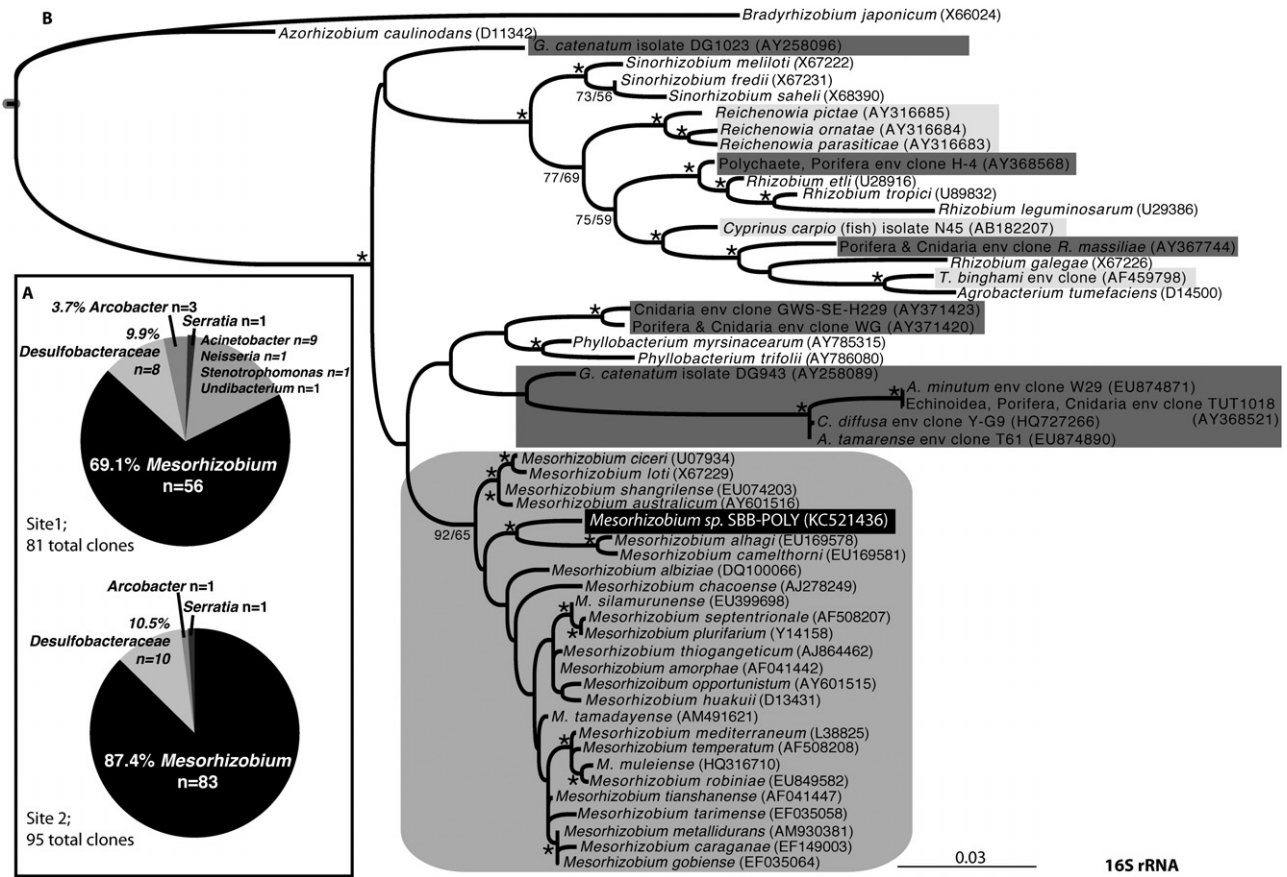 B
Bradyrhizobium japonicum (X66024)
Azorhizobium caulinodans (D11342)
G. catenatum isolate DG1023 (AY258096)
*
Sinorhizobium meliloti (X67222)
Sinorhizobium fredii (X67231)
73/56
Sinorhizobium saheli (X68390)
*
*
Reichenowia pictae (AY316685)
*
Reichenowia ornatae (AY316684)
Reichenowia parasiticae (AY316683)
77/69
*
Polychaete, Porifera env clone H-4 (AY368568)
*
Rhizobium etli (U28916)
*
Rhizobium tropici (U89832)
Rhizobium leguminosarum (U29386)
75/59
*
Cyprinus carpio (fish) isolate N45 (AB182207)
*
Porifera & Cnidaria env clone R. massiliae (AY367744)
Rhizobium galegae (X67226)
*
T. binghami env clone (AF459798)
Agrobacterium tumefaciens (D14500)
*
*
Cnidaria env clone GWS-SE-H229 (AY371423)
Porifera & Cnidaria env clone WG (AY371420)
*
Phyllobacterium myrsinacearum (AY785315)
Phyllobacterium trifolii (AY786080)
G. catenatum isolate DG943 (AY258089)
*
*
A. minutum env clone W29 (EU874871)
Echinoidea, Porifera, Cnidaria env clone TUT1018
(AY368521)
C. diffusa env clone Y-G9 (HQ727266)
A. tamarense env clone T61 (EU874890)
*
Mesorhizobium ciceri (U07934)
*
Mesorhizobium loti (X67229)
Mesorhizobium shangrilense (EU074203)
*
Mesorhizobium australicum (AY601516)
92/65
*
Mesorhizobium sp. SBB-POLY (KC521436)
*
Mesorhizobium alhagi (EU169578)
Mesorhizobium camelthorni (EU169581)
Mesorhizobium albiziae (DQ100066)
Mesorhizobium chacoense (AJ278249)
*
M. silamurunense (EU399698)
Mesorhizobium septentrionale (AF508207)
*
Mesorhizobium plurifarium (Y14158)
Mesorhizobium thiogangeticum (AJ864462)
Mesorhizobium amorphae (AF041442)
Mesorhizoibum opportunistum (AY601515)
Mesorhizobium huakuii (D13431)
M. tamadayense (AM491621)
*
Mesorhizobium mediterraneum (L38825)
Mesorhizobium temperatum (AF508208)
M. muleiense (HQ316710)
*
Mesorhizobium robiniae (EU849582)
Mesorhizobium tianshanense (AF041447)
Mesorhizobium tarimense (EF035058)
Mesorhizobium metallidurans (AM930381)
*
Mesorhizobium caraganae (EF149003)
Mesorhizobium gobiense (EF035064)
0.03
16S rRNA
A
3.7% Arcobacter n=3
Serratia n=1
9.9%
Desulfobacteraceae
n=8
Acinetobacter n=9
Neisseria n=1
Stenotrophomonas n=1
Undibacterium n=1
69.1% Mesorhizobium
n=56
Site1;
81 total clones
Arcobacter n=1
Serratia n=1
10.5%
Desulfobacteraceae
n=10
87.4% Mesorhizobium
n=83
Site 2;
95 total clones